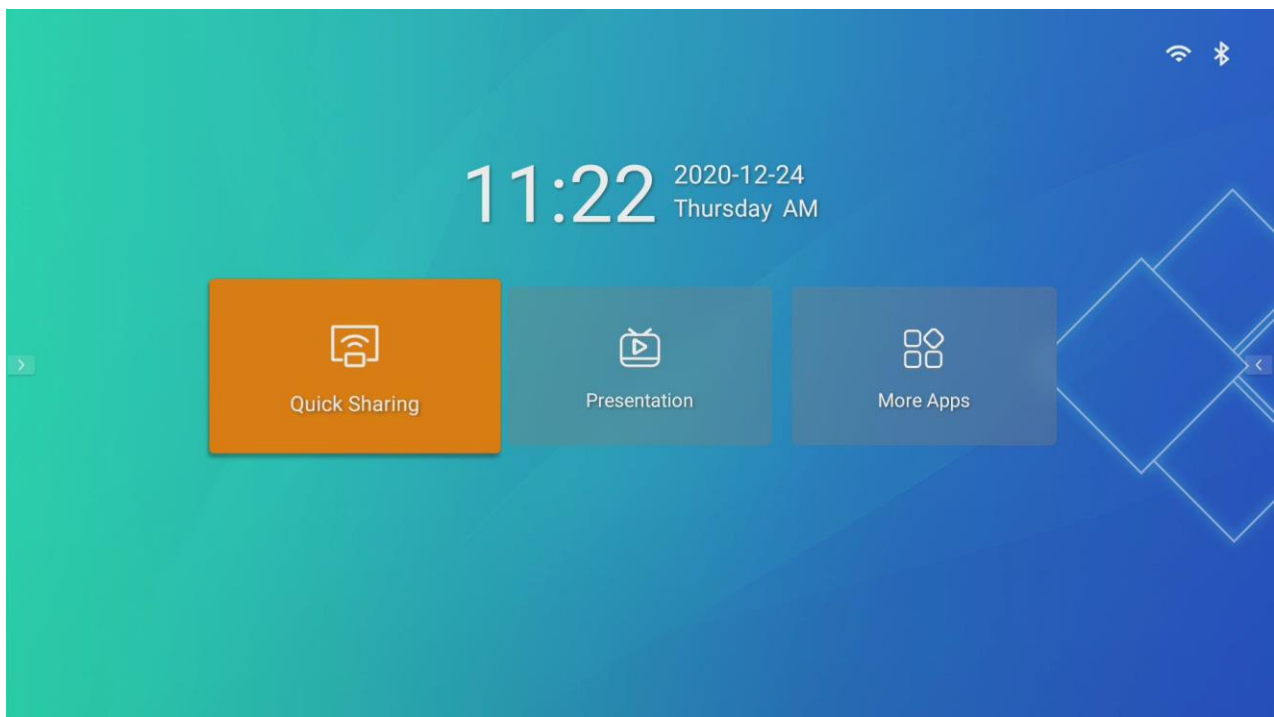 11:22
2020-12-24
Thursday AM
Quick Sharing
Presentation
More Apps